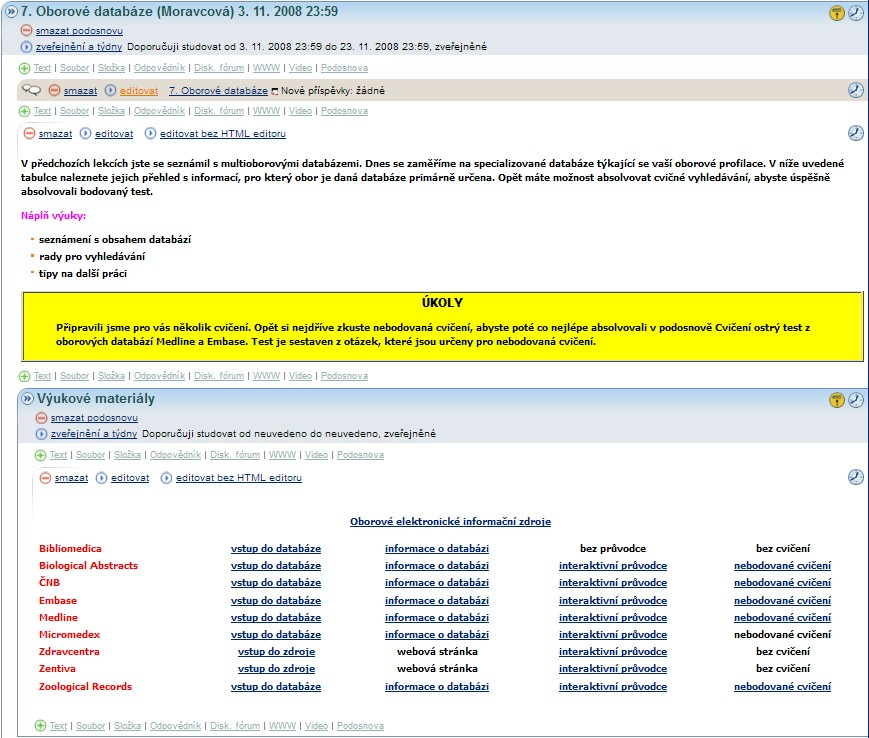 7. Oborové databáze (Moravcová) 3. 11. 2008 23:59
smazat podosnovu
zveřejnění a týdny Doporučuji studovat od 3. 11. 2008 23:59 do 23. 11. 2008 23:59, zveřejněné
Text | Soubor | Složka | Odpovědník | Disk. fórum | WWW | Video | Podosnova
smazat editovat 7. Oborové databáze Nové příspěvky: žádné
Text | Soubor | Složka | Odpovědník | Disk. fórum | WWW | Video | Podosnova
smazat editovat editovat bez HTML editoru
V předchozích lekcích jste se seznámil s multioborovými databázemi. Dnes se zaměříme na specializované databáze týkající se vaší oborové profilace. V níže uvedené
tabulce naleznete jejich přehled s informací, pro který obor je daná databáze primárně určena. Opět máte možnost absolvovat cvičné vyhledávání, abyste úspěšně
absolvovali bodovaný test.
Náplň výuky:
seznámení s obsahem databází
rady pro vyhledávání
tipy na další práci
ÚKOLY
Připravili jsme pro vás několik cvičení. Opět si nejdříve zkuste nebodovaná cvičení, abyste poté co nejlépe absolvovali v podosnově Cvičení ostrý test z
oborových databází Medline a Embase. Test je sestaven z otázek, které jsou určeny pro nebodovaná cvičení.
Text | Soubor | Složka | Odpovědník | Disk. fórum | WWW | Video | Podosnova
Výukové materiály
smazat podosnovu
zveřejnění a týdny Doporučuji studovat od neuvedeno do neuvedeno, zveřejněné
Text | Soubor | Složka | Odpovědník | Disk. fórum | WWW | Video | Podosnova
smazat editovat editovat bez HTML editoru
Oborové elektronické informační zdroje
Bibliomedica vstup do databáze informace o databázi bez průvodce bez cvičení
Biological Abstracts vstup do databáze informace o databázi interaktivní průvodce nebodované cvičení
ČNB vstup do databáze informace o databázi interaktivní průvodce nebodované cvičení
Embase vstup do databáze informace o databázi interaktivní průvodce nebodované cvičení
Medline vstup do databáze informace o databázi interaktivní průvodce nebodované cvičení
Micromedex vstup do databáze informace o databázi interaktivní průvodce nebodované cvičení
Zdravcentra vstup do zdroje webová stránka interaktivní průvodce bez cvičení
Zentiva vstup do zdroje webová stránka interaktivní průvodce bez cvičení
Zoological Records vstup do databáze informace o databázi interaktivní průvodce nebodované cvičení
Text | Soubor | Složka | Odpovědník | Disk. fórum | WWW | Video | Podosnova